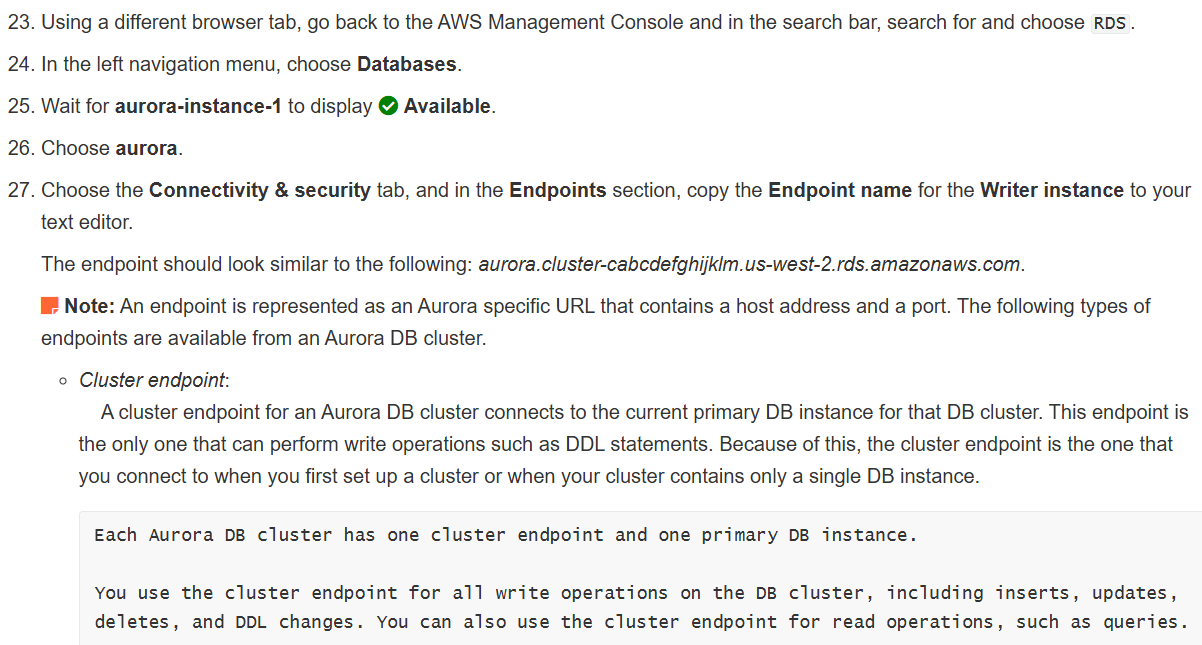 23. Using a different browser tab, go back to the AWS Management Console and in the search bar, search for and choose RDS.
24. In the left navigation menu, choose Databases.
25. Wait for aurora-instance-1 to display Available.
26. Choose aurora.
27. Choose the Connectivity & security tab, and in the Endpoints section, copy the Endpoint name for the Writer instance to your
text editor.
The endpoint should look similar to the following: aurora.cluster-cabcdefghijklm.us-west-2.rds.amazonaws.com.
Note: An endpoint is represented as an Aurora specific URL that contains a host address and a port. The following types of
endpoints are available from an Aurora DB cluster.
Cluster endpoint:
A cluster endpoint for an Aurora DB cluster connects to the current primary DB instance for that DB cluster. This endpoint is
the only one that can perform write operations such as DDL statements. Because of this, the cluster endpoint is the one that
you connect to when you first set up a cluster or when your cluster contains only a single DB instance.
Each Aurora DB cluster has one cluster endpoint and one primary DB instance.
You use the cluster endpoint for all write operations on the DB cluster, including inserts, updates,
deletes, and DDL changes. You can also use the cluster endpoint for read operations, such as queries.